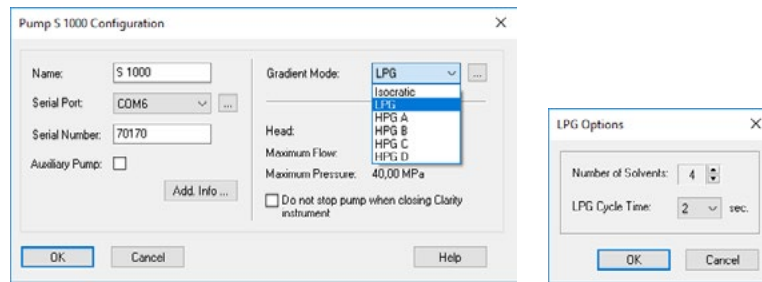 Pump S 1000 Configuration
Name: S 1000
Serial Port: COM6 ...
Serial Number: 70170
Auxiliary Pump:
Add. Info ...
Gradient Mode: LPG ...
Isocratic
LPG
HPG A
HPG B
HPG C
HPG D
Head:
Maximum Flow:
Maximum Pressure: 40,00 MPa
Do not stop pump when closing Clarity
instrument
OK Cancel Help
LPG Options
Number of Solvents: 4
LPG Cycle Time: 2 sec.
OK Cancel